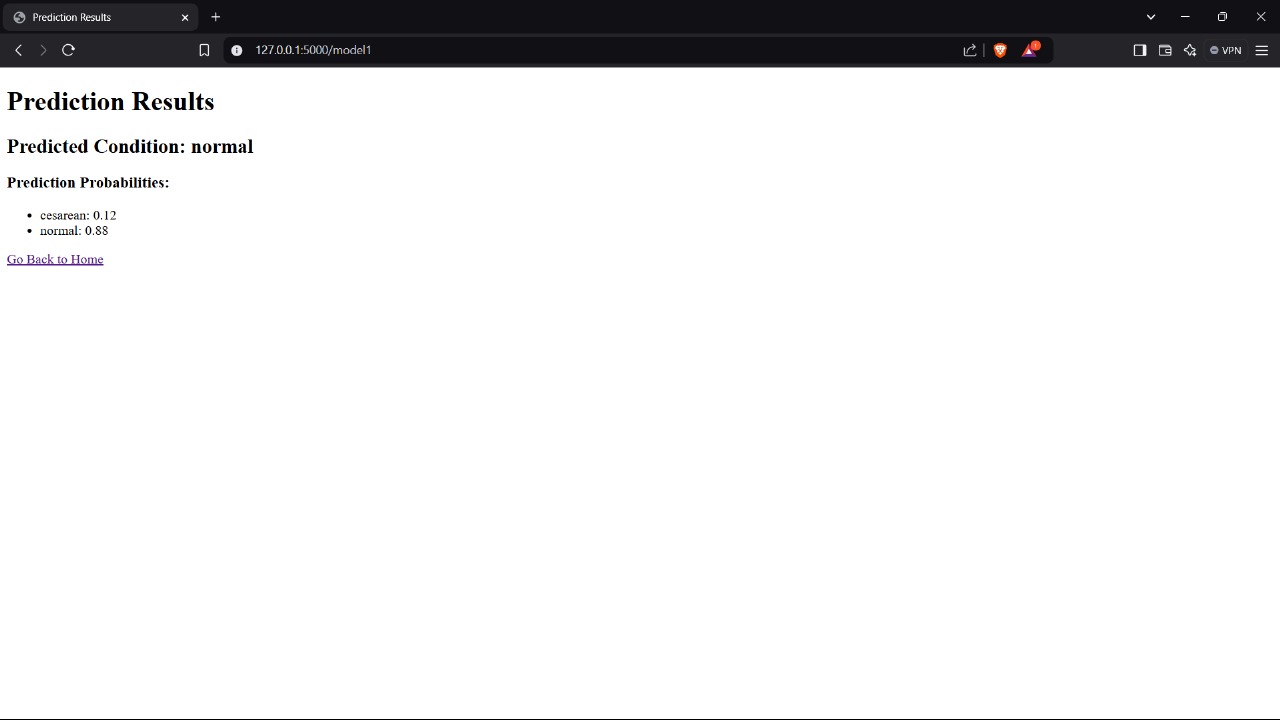 Prediction Results
127.0.0.1:5000/model1
1
VPN
Prediction Results
Predicted Condition: normal
Prediction Probabilities:
• cesarean: 0.12
• normal: 0.88
Go Back to Home